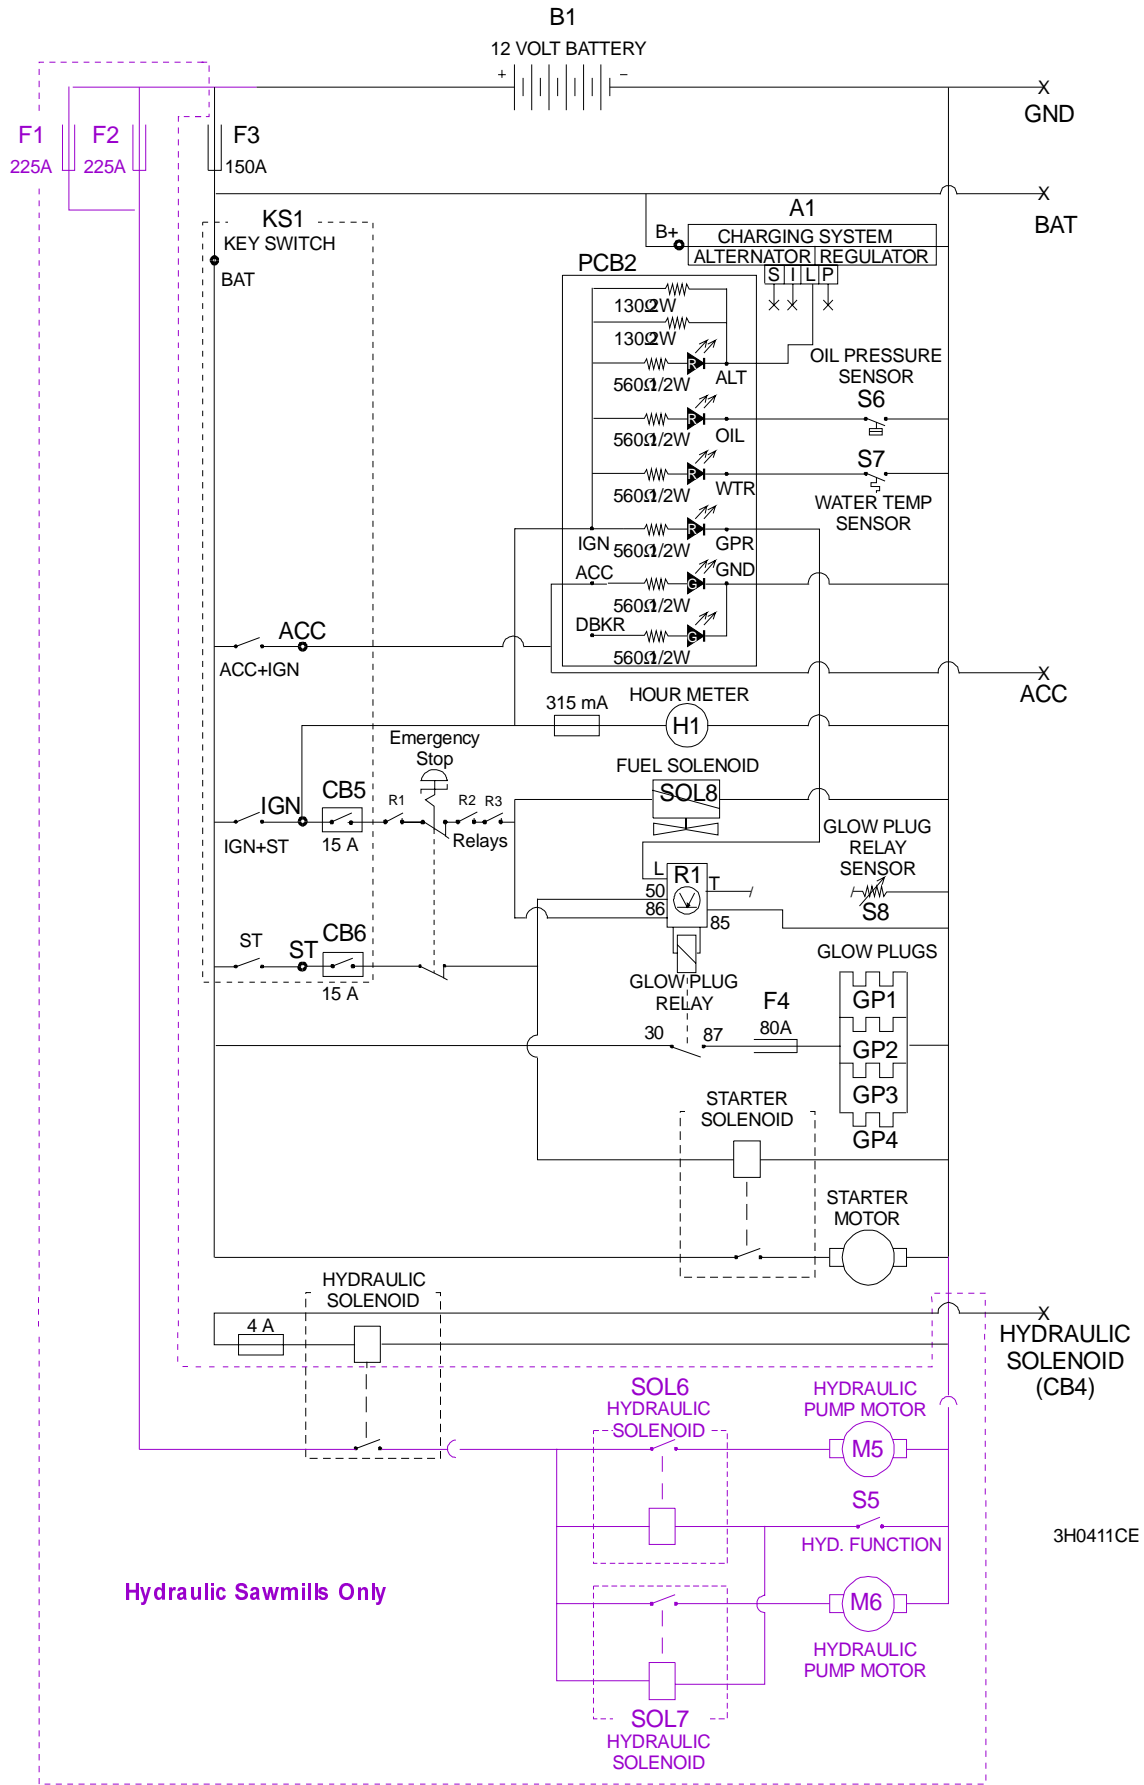 B1
12 VOLT BATTERY
+ –
X
GND
F1 F2 F3
225A 225A 150A
X
BAT
KS1
KEY SWITCH
BAT
A1
B+
CHARGING SYSTEM
ALTERNATOR REGULATOR
S I L P
PCB2
130Ω2W
130Ω2W
R
ALT
560Ω1/2W
OIL PRESSURE
SENSOR
S6
R
OIL
560Ω1/2W
S7
R
WTR
560Ω1/2W
WATER TEMP
SENSOR
IGN
R
GPR
560Ω1/2W
ACC
G
GND
560Ω1/2W
DBKR
G
560Ω1/2W
ACC
ACC+IGN
X
ACC
315 mA
HOUR METER
H1
Emergency
Stop
FUEL SOLENOID
SOL8
IGN
IGN+ST
CB5
15 A
R1 R2 R3
Relays
GLOW PLUG
RELAY
SENSOR
S8
L
50
86
R1
T
85
ST
ST
CB6
15 A
GLOW PLUG
RELAY
GLOW PLUGS
GP1
GP2
GP3
GP4
F4
80A
30
87
STARTER
SOLENOID
STARTER
MOTOR
HYDRAULIC
SOLENOID
4 A
X
HYDRAULIC
SOLENOID
(CB4)
SOL6
HYDRAULIC
SOLENOID
HYDRAULIC
PUMP MOTOR
M5
S5
HYD. FUNCTION
3H0411CE
Hydraulic Sawmills Only
M6
HYDRAULIC
PUMP MOTOR
SOL7
HYDRAULIC
SOLENOID